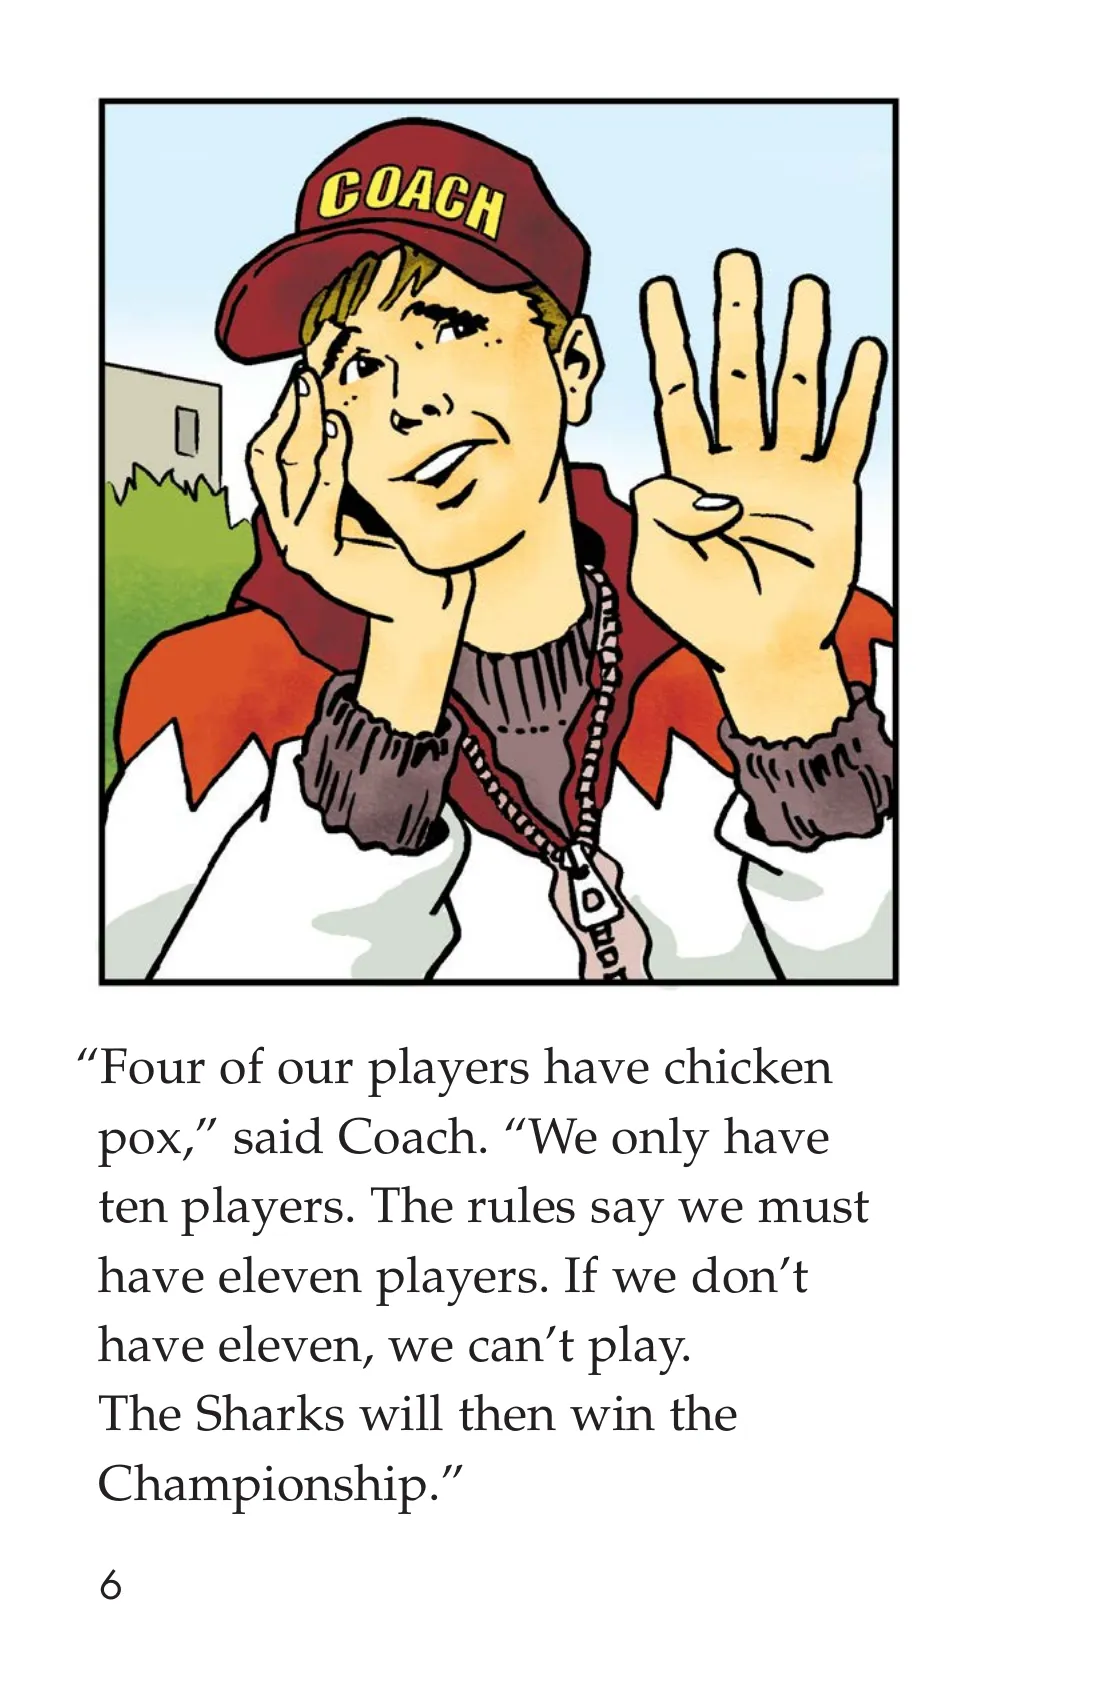 COACH
“Four of our players have chicken
pox,” said Coach. “We only have
ten players. The rules say we must
have eleven players. If we don’t
have eleven, we can’t play.
The Sharks will then win the
Championship.”
6